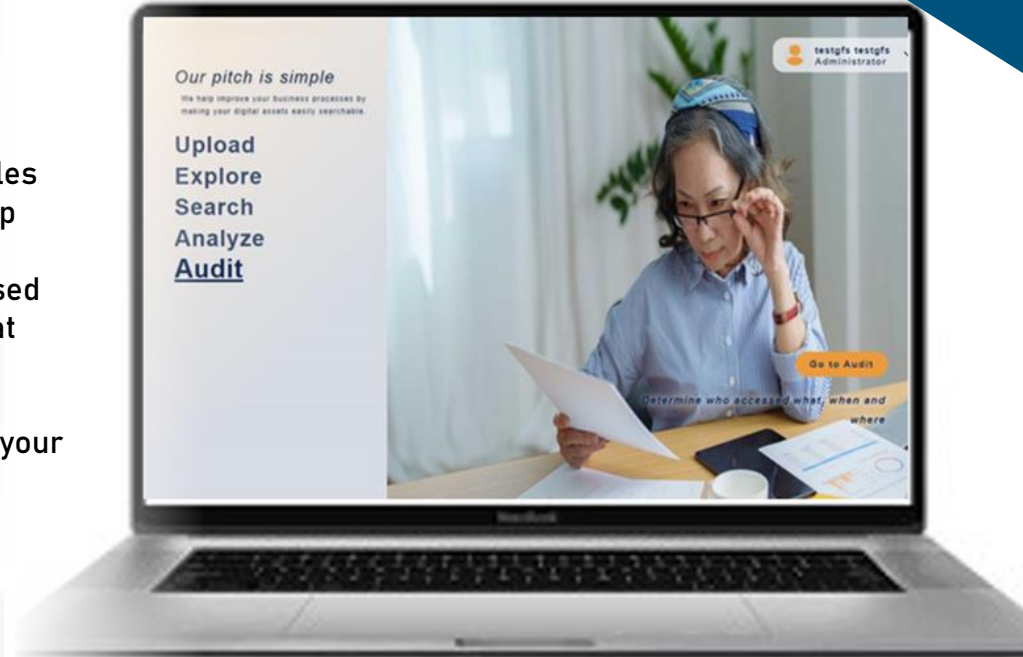 les
p
sed
nt
your
Our pitch is simple
We help improve your business processes by
making your digital assets easily searchable.
Upload
Explore
Search
Analyze
Audit
testgfs testgfs
Administrator
Go to Audit
Determine who accessed what, when and
where
MacBook